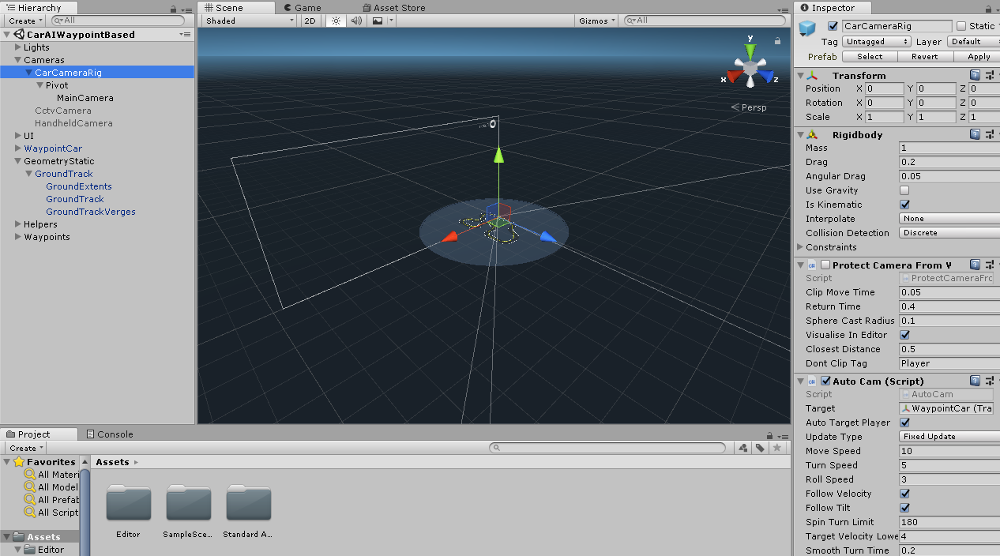 Hierarchy
Create
All
CarAIWaypointBased
Lights
Cameras
CarCameraRig
Pivot
MainCamera
CctvCamera
HandheldCamera
UI
WaypointCar
GeometryStatic
GroundTrack
GroundExtents
GroundTrack
GroundTrackVerges
Helpers
Waypoints
Scene Game Asset Store
Shaded 2D Gizmos All
y
x z
Persp
Inspector
CarCameraRig Static
Tag Untagged Layer Default
Prefab Select Revert Apply
Transform
Position X 0 Y 0 Z 0
Rotation X 0 Y 0 Z 0
Scale X 1 Y 1 Z 1
Rigidbody
Mass 1
Drag 0.2
Angular Drag 0.05
Use Gravity
Is Kinematic
Interpolate None
Collision Detection Discrete
Constraints
Protect Camera From
Script ProtectCameraFrc
Clip Move Time 0.05
Return Time 0.4
Sphere Cast Radius 0.1
Visualise In Editor
Closest Distance 0.5
Dont Clip Tag Player
Auto Cam (Script)
Script AutoCam
Target WaypointCar (Tra
Auto Target Player
Update Type Fixed Update
Move Speed 10
Turn Speed 5
Roll Speed 3
Follow Velocity
Follow Tilt
Spin Turn Limit 180
Target Velocity Lowe 4
Smooth Turn Time 0.2
Project Console
Create
Favorites
All Materi
All Model
All Prefab
All Script
Assets
Editor
Assets
Editor SampleSce... Standard A...